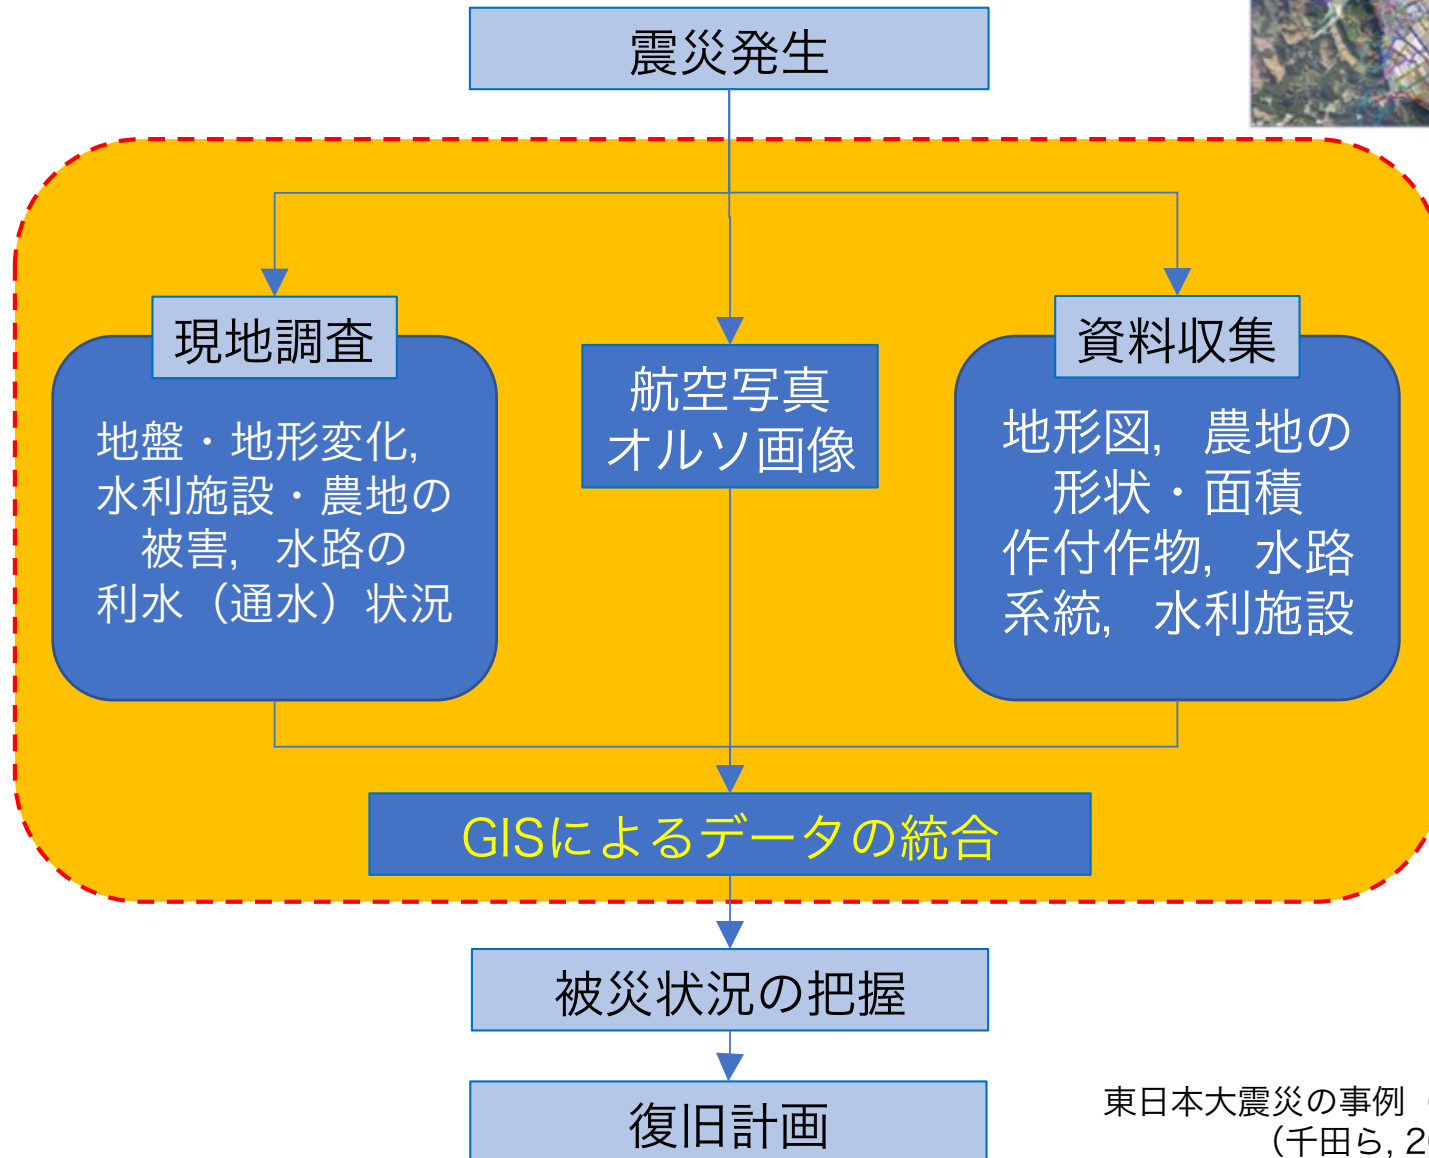 震災発生
現地調査
地盤・地形変化,
水利施設・農地の
被害, 水路の
利水（通水）状況
航空写真
オルソ画像
資料収集
地形図, 農地の
形状・面積
作付作物, 水路
系統, 水利施設
GISによるデータの統合
被災状況の把握
復旧計画
東日本大震災の事例
（千田ら,